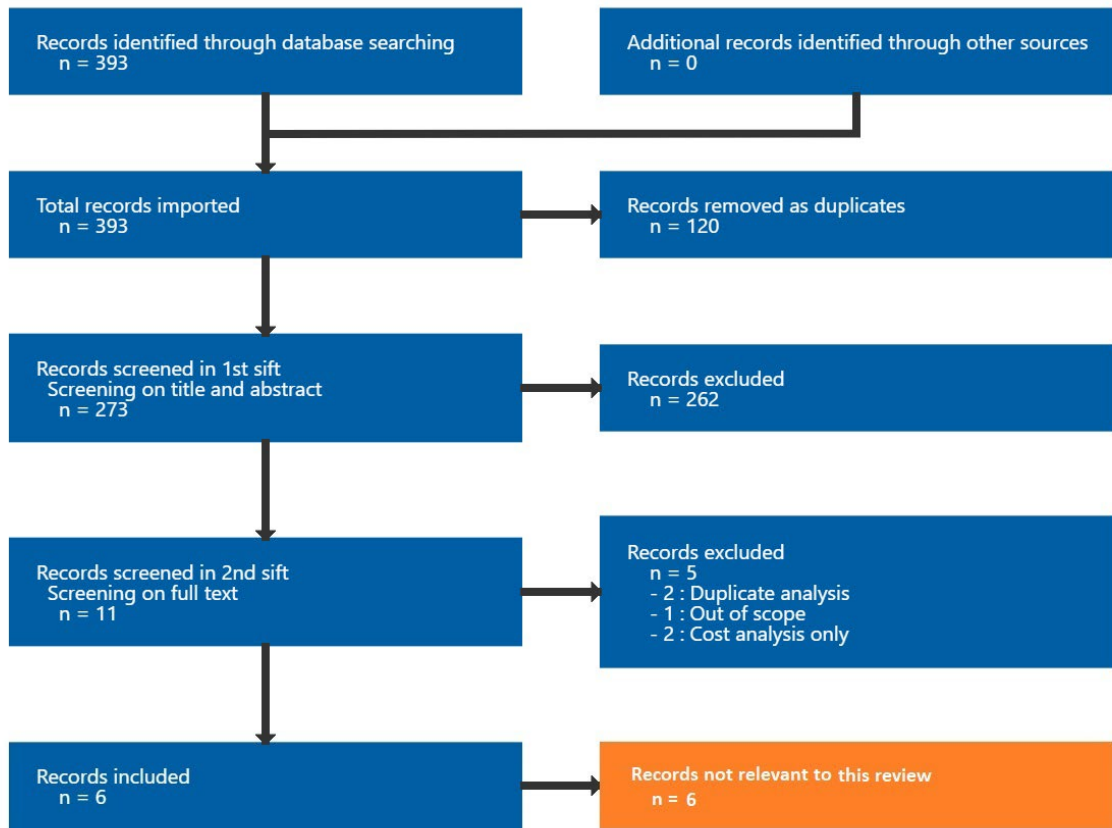 Records identified through database searching
n = 393
Additional records identified through other sources
n = 0
Total records imported
n = 393
Records removed as duplicates
n = 120
Records screened in 1st sift
Screening on title and abstract
n = 273
Records excluded
n = 262
Records screened in 2nd sift
Screening on full text
n = 11
Records excluded
n = 5
- 2 : Duplicate analysis
- 1 : Out of scope
- 2 : Cost analysis only
Records included
n = 6
Records not relevant to this review
n = 6